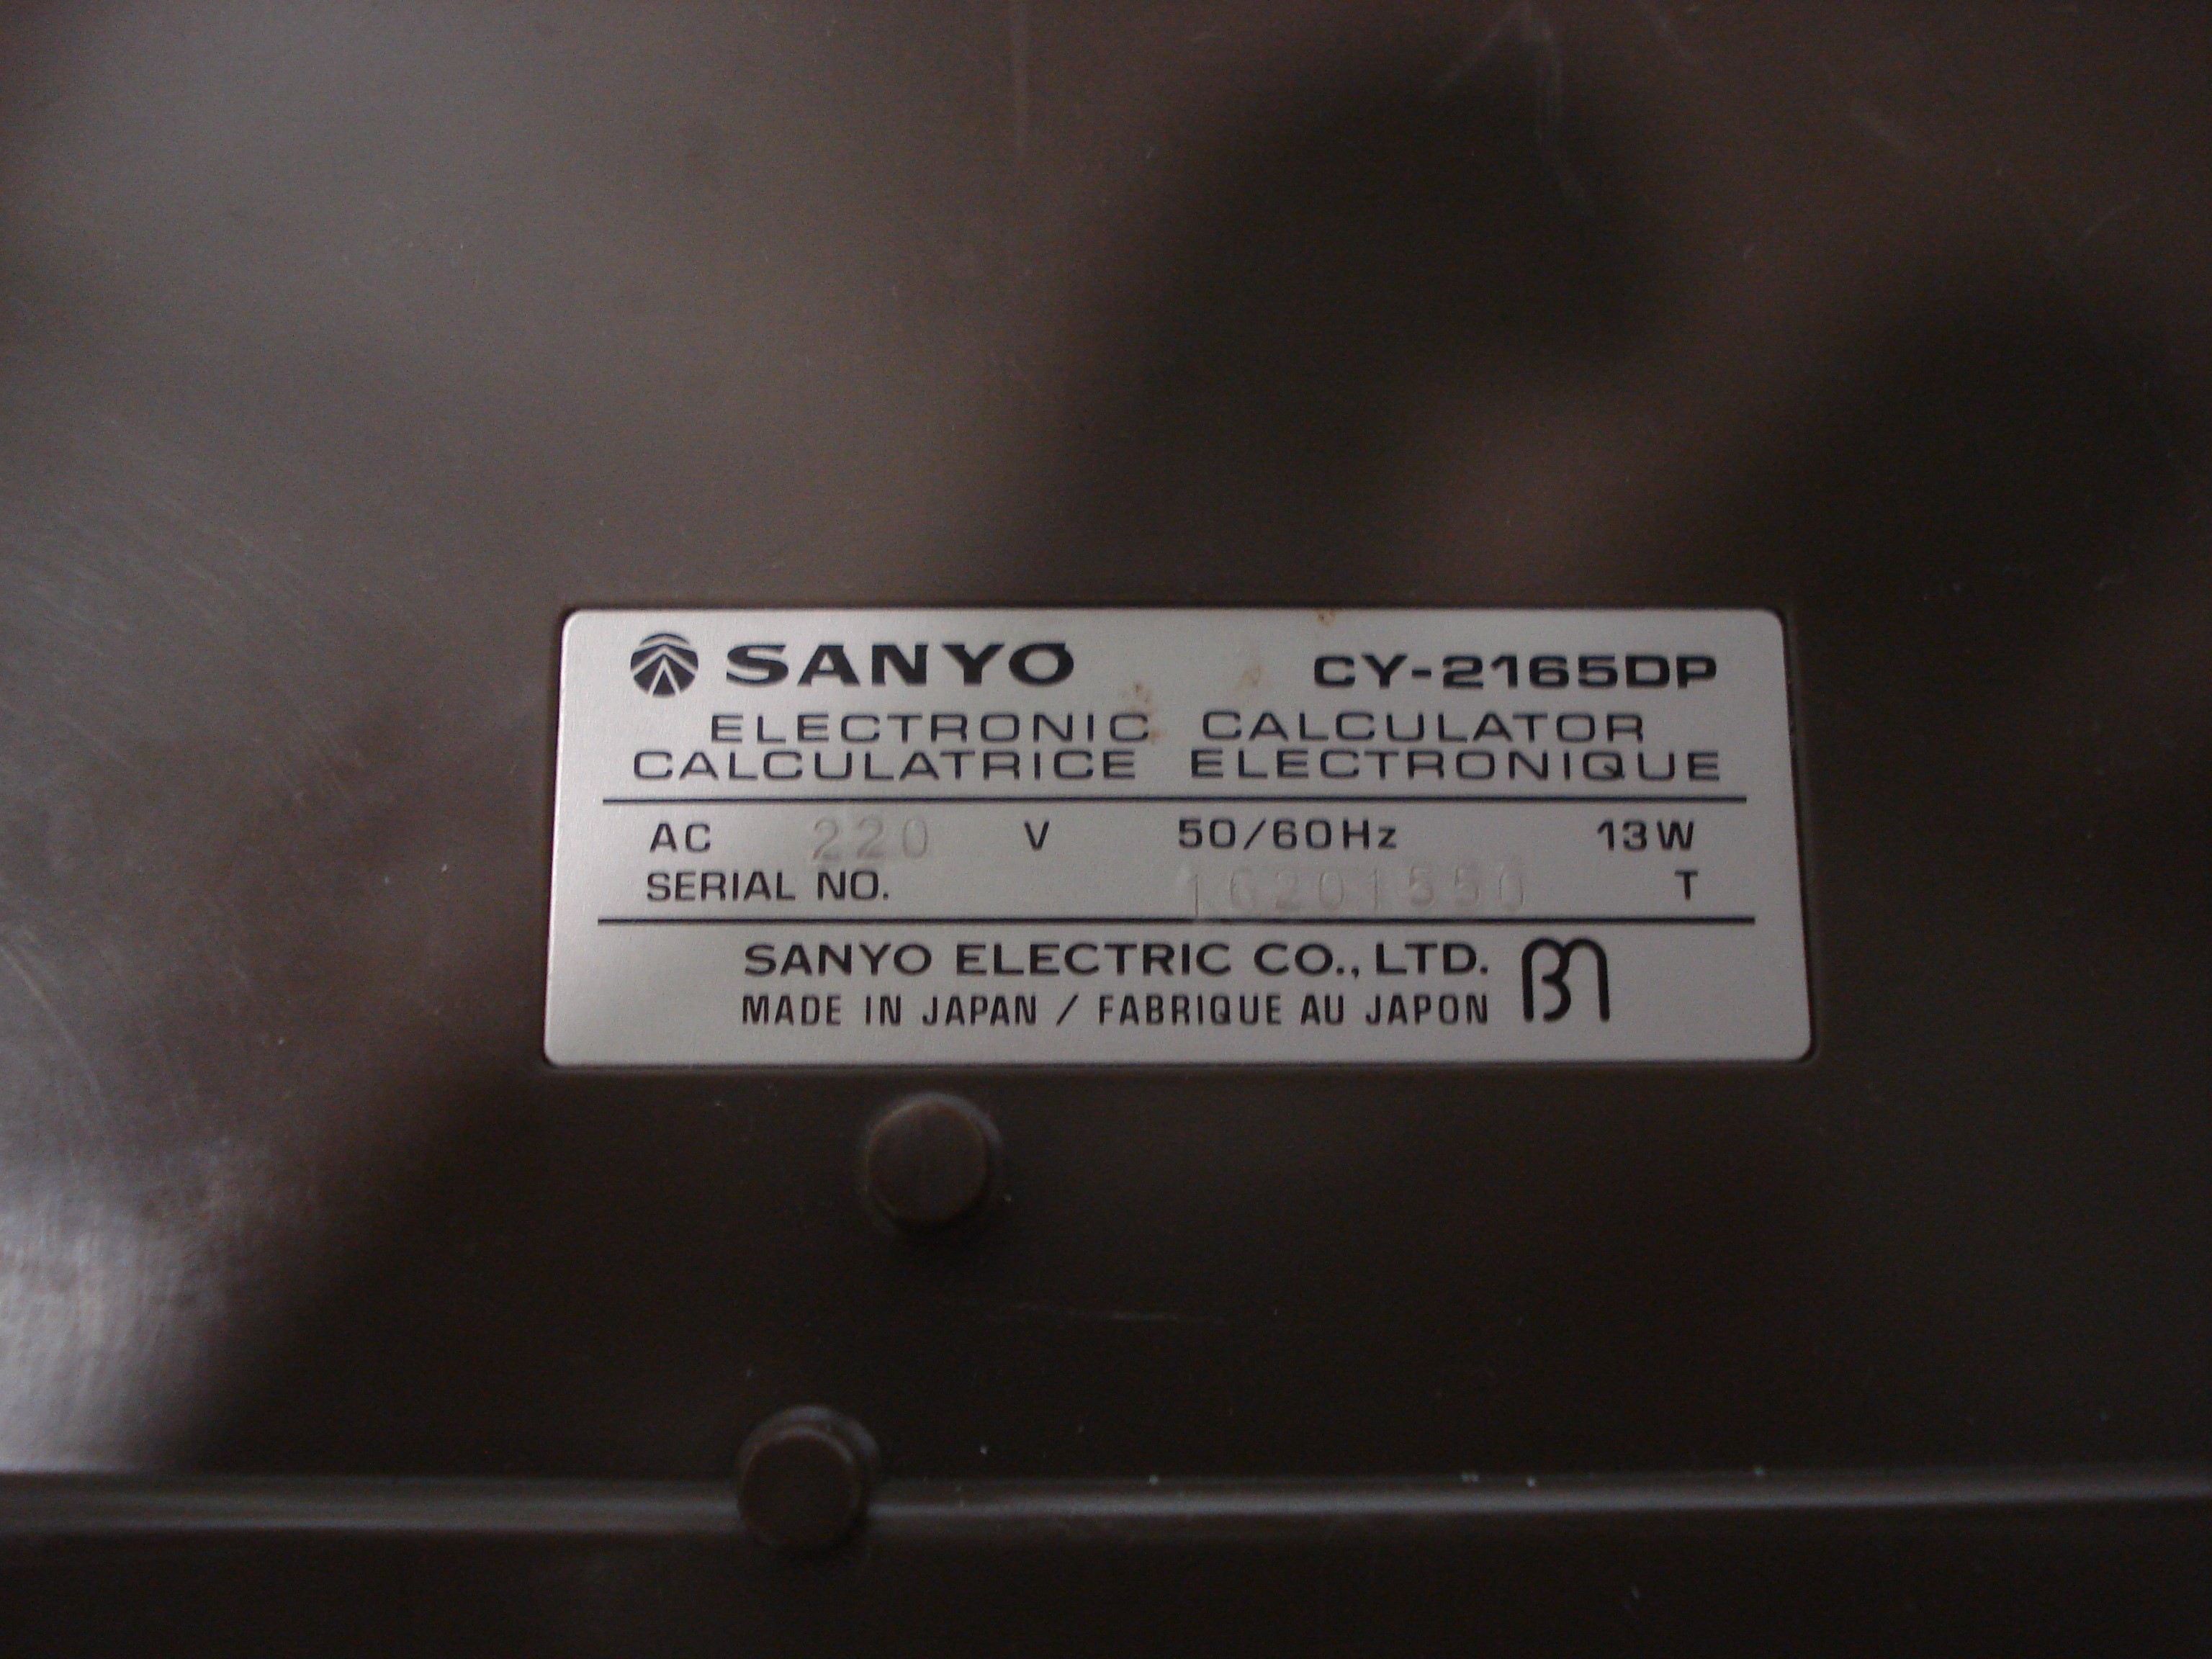 SANYO CY-2165DP
ELECTRONIC CALCULATOR
CALCULATRICE ELECTRONIQUE
AC 220 V 50/60Hz 13W
SERIAL NO. 16201550 T
SANYO ELECTRIC CO., LTD.
MADE IN JAPAN / FABRIQUE AU JAPON